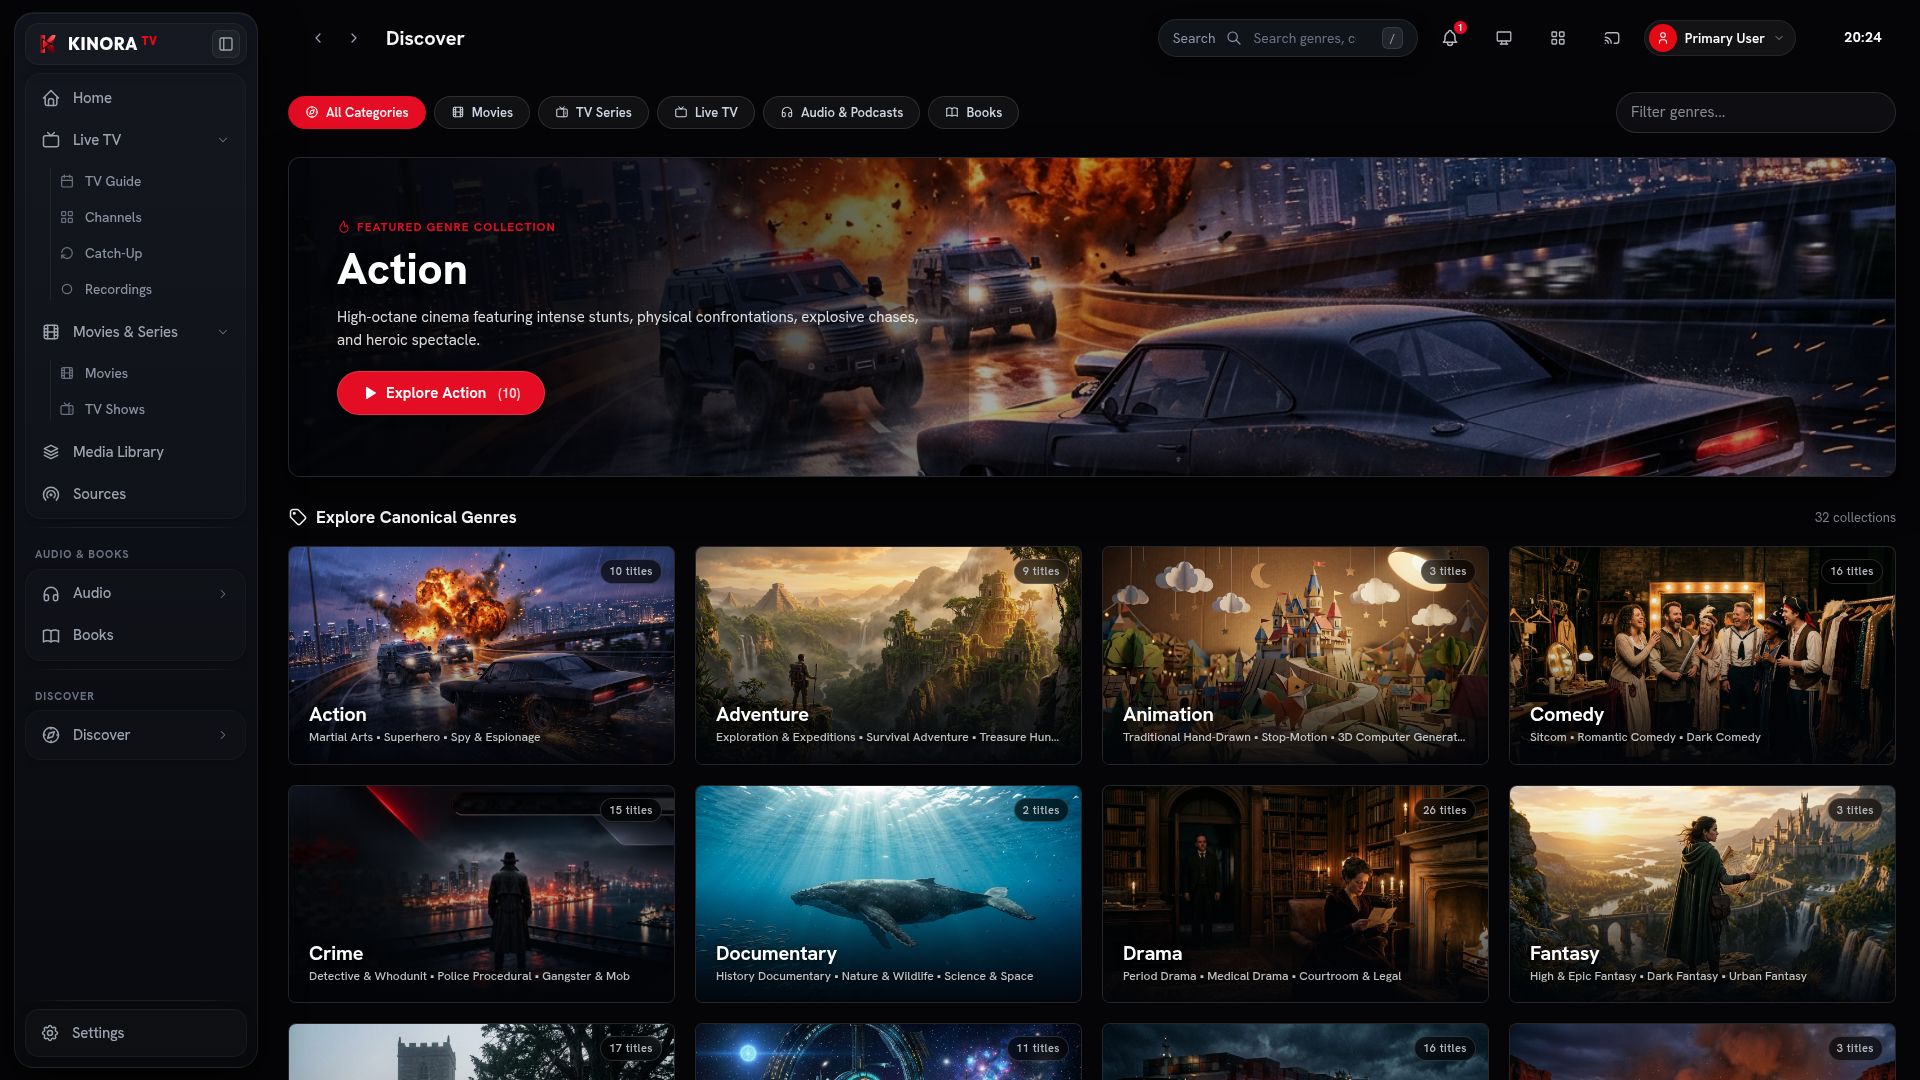 KINORA TV
Home
Live TV
TV Guide
Channels
Catch-Up
Recordings
Movies & Series
Movies
TV Shows
Media Library
Sources
AUDIO & BOOKS
Audio
Books
DISCOVER
Discover
Settings
Discover
Search
Search genres, c
/
1
Primary User
20:24
All Categories
Movies
TV Series
Live TV
Audio & Podcasts
Books
Filter genres...
FEATURED GENRE COLLECTION
Action
High-octane cinema featuring intense stunts, physical confrontations, explosive chases,
and heroic spectacle.
Explore Action (10)
Explore Canonical Genres
32 collections
10 titles
Action
Martial Arts • Superhero • Spy & Espionage
9 titles
Adventure
Exploration & Expeditions • Survival Adventure • Treasure Hun...
3 titles
Animation
Traditional Hand-Drawn • Stop-Motion • 3D Computer Generat...
16 titles
Comedy
Sitcom • Romantic Comedy • Dark Comedy
15 titles
Crime
Detective & Whodunit • Police Procedural • Gangster & Mob
2 titles
Documentary
History Documentary • Nature & Wildlife • Science & Space
26 titles
Drama
Period Drama • Medical Drama • Courtroom & Legal
3 titles
Fantasy
High & Epic Fantasy • Dark Fantasy • Urban Fantasy
17 titles
11 titles
16 titles
3 titles